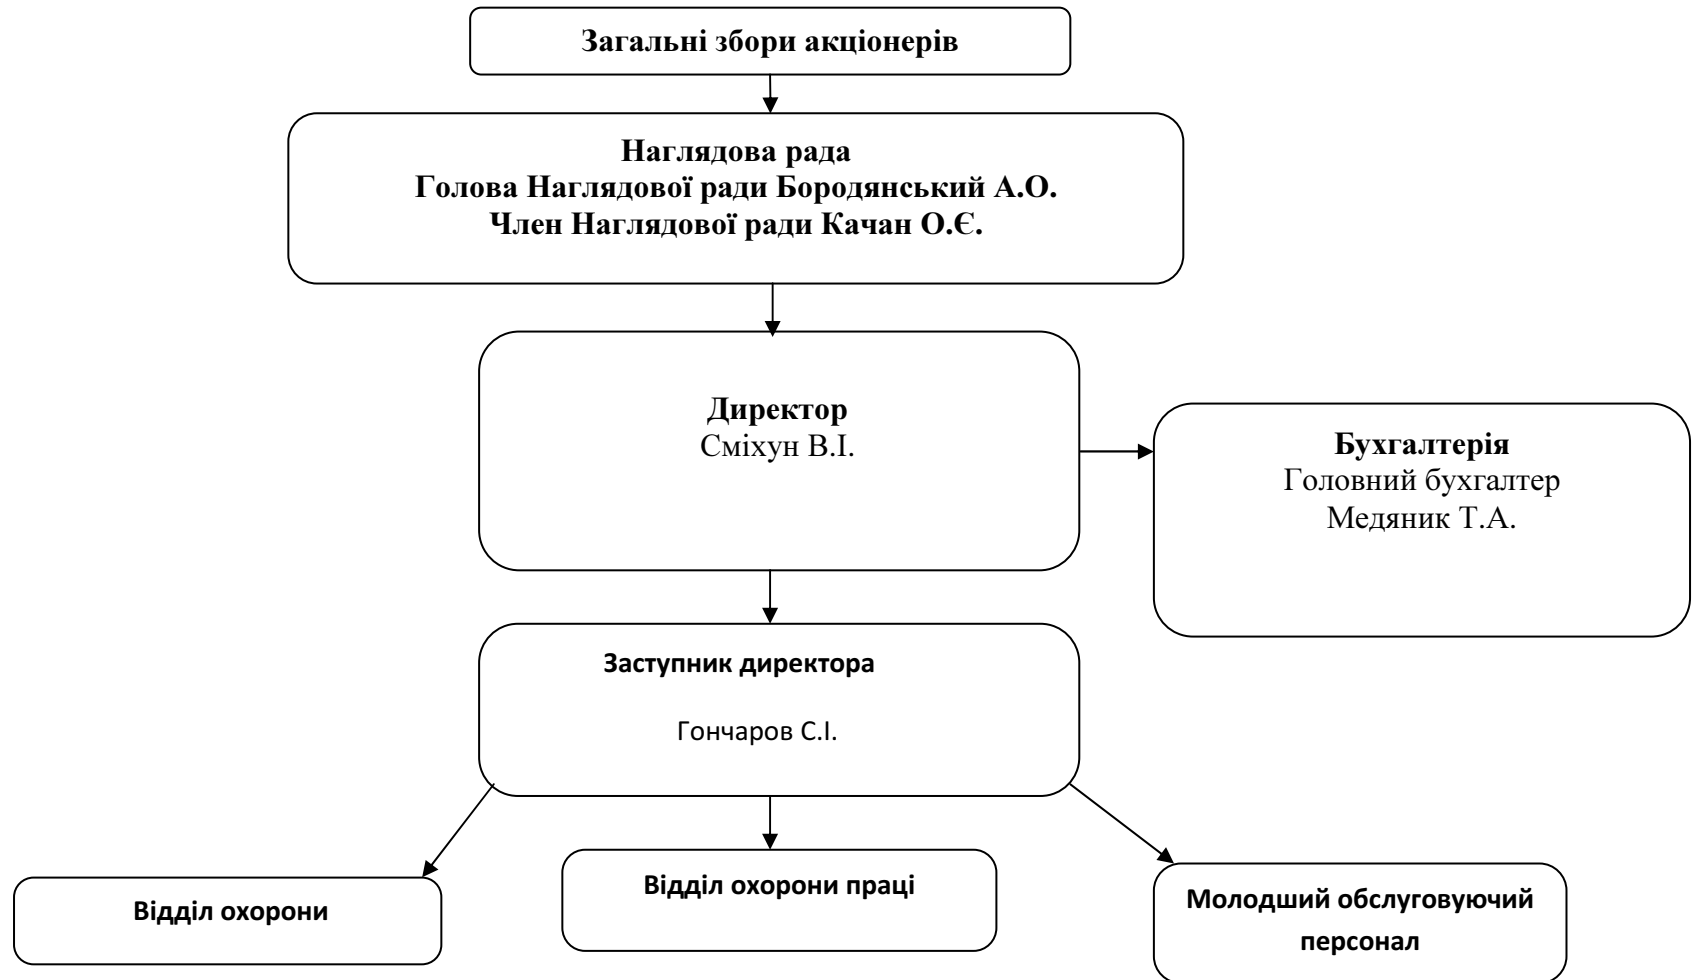 Загальні збори акціонерів
Наглядова рада
Голова Наглядової ради Бородянський А.О.
Член Наглядової ради Качан О.Є.
Директор
Сміхун В.І.
Бухгалтерія
Головний бухгалтер
Медяник Т.А.
Заступник директора
Гончаров С.І.
Відділ охорони
Відділ охорони праці
Молодший обслуговуючий
персонал